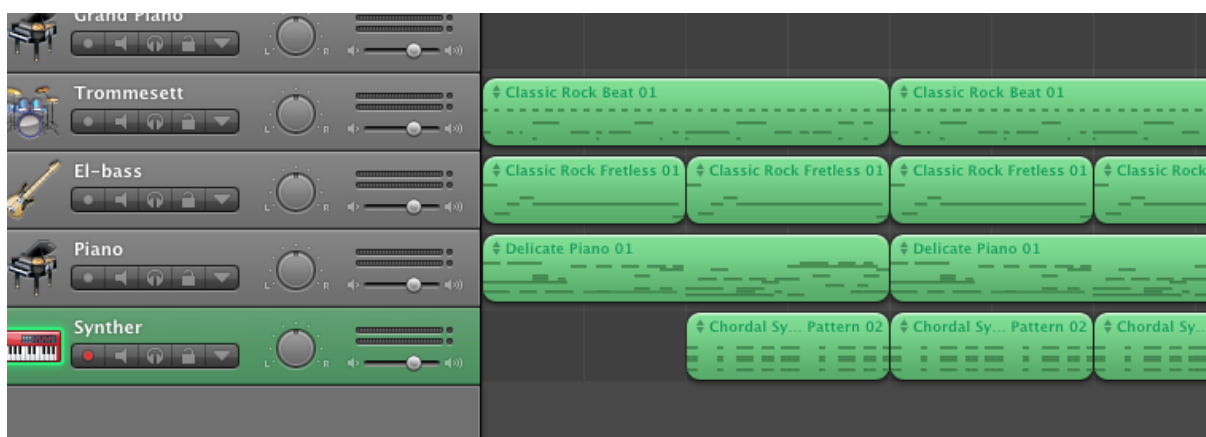 Grand Piano
L R
Trommesett
L R
Classic Rock Beat 01 Classic Rock Beat 01
El-bass
L R
Classic Rock Fretless 01 Classic Rock Fretless 01 Classic Rock Fretless 01 Classic Rock
Piano
L R
Delicate Piano 01 Delicate Piano 01
Synther
L R
Chordal Sy... Pattern 02 Chordal Sy... Pattern 02 Chordal Sy...